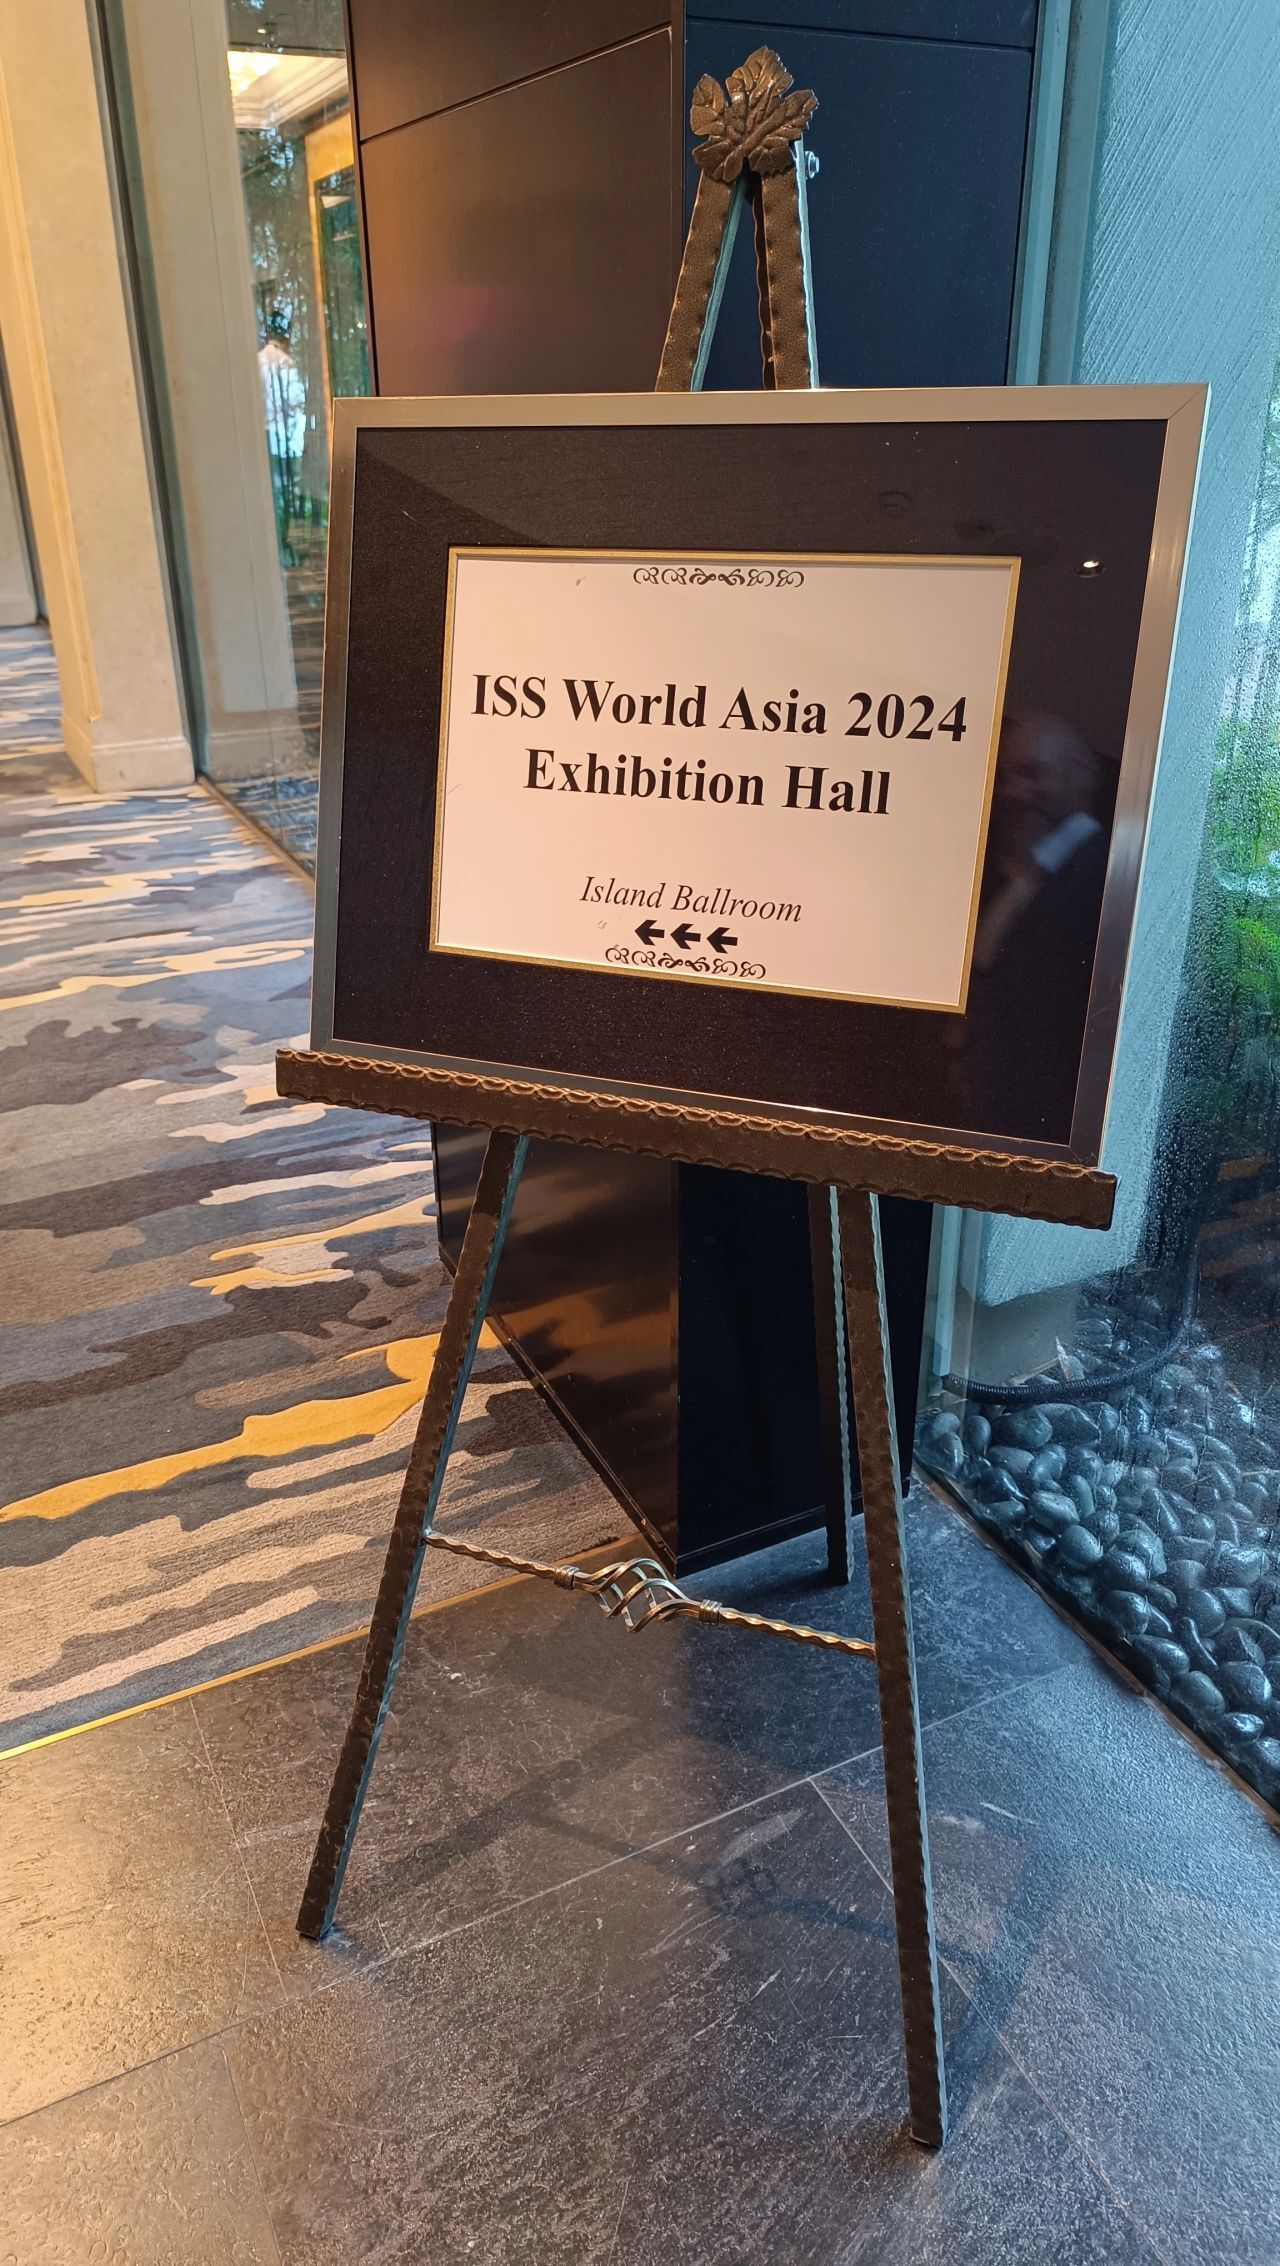 ISS World Asia 2024
Exhibition Hall
Island Ballroom